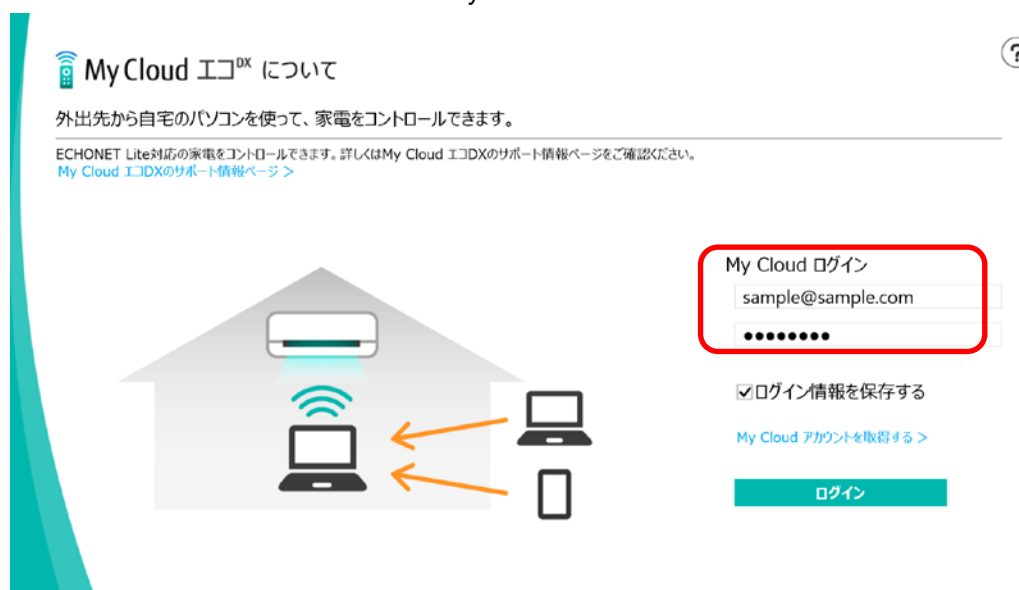 My Cloud エコDX について
?
外出先から自宅のパソコンを使って、家電をコントロールできます。
ECHONET Lite対応の家電をコントロールできます。詳しくはMy Cloud エコDXのサポート情報ページをご確認ください。
My Cloud エコDXのサポート情報ページ >
My Cloud ログイン
sample@sample.com
●●●●●●●●
ログイン情報を保存する
My Cloud アカウントを取得する >
ログイン